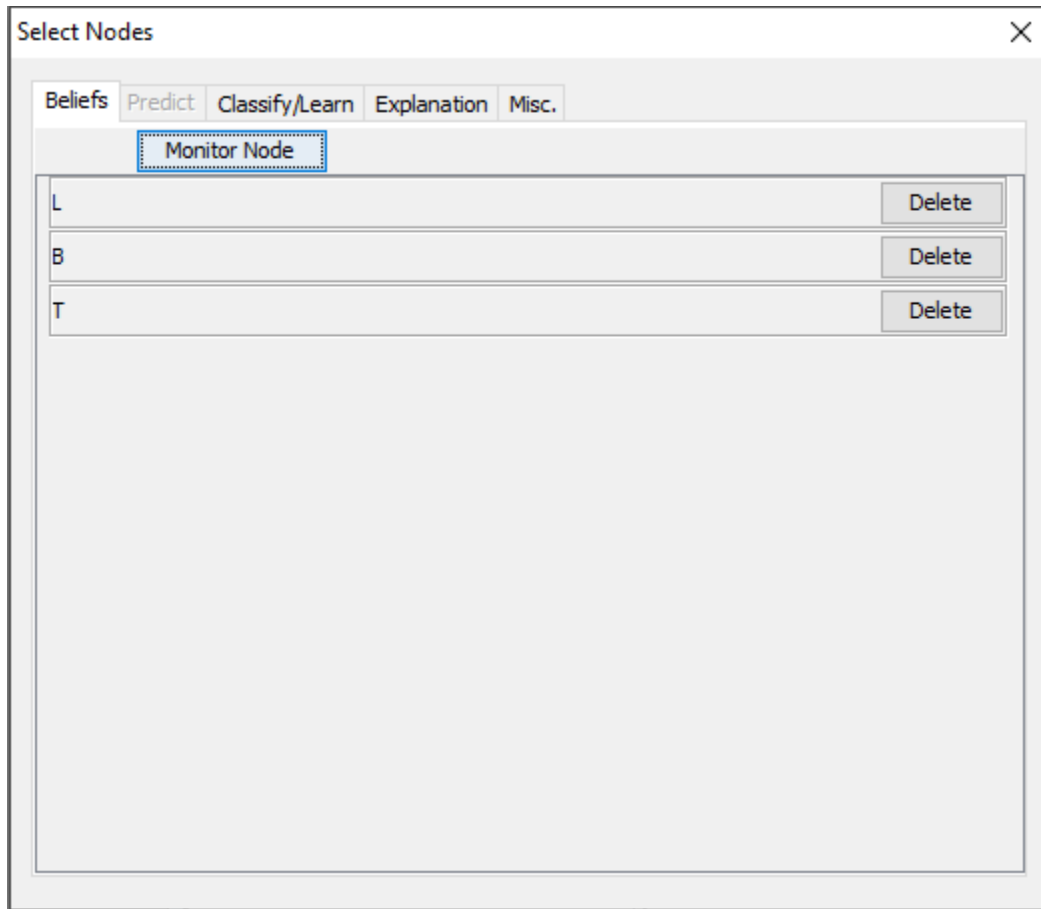 Select Nodes
Beliefs Predict Classify/Learn Explanation Misc.
Monitor Node
L Delete
B Delete
T Delete